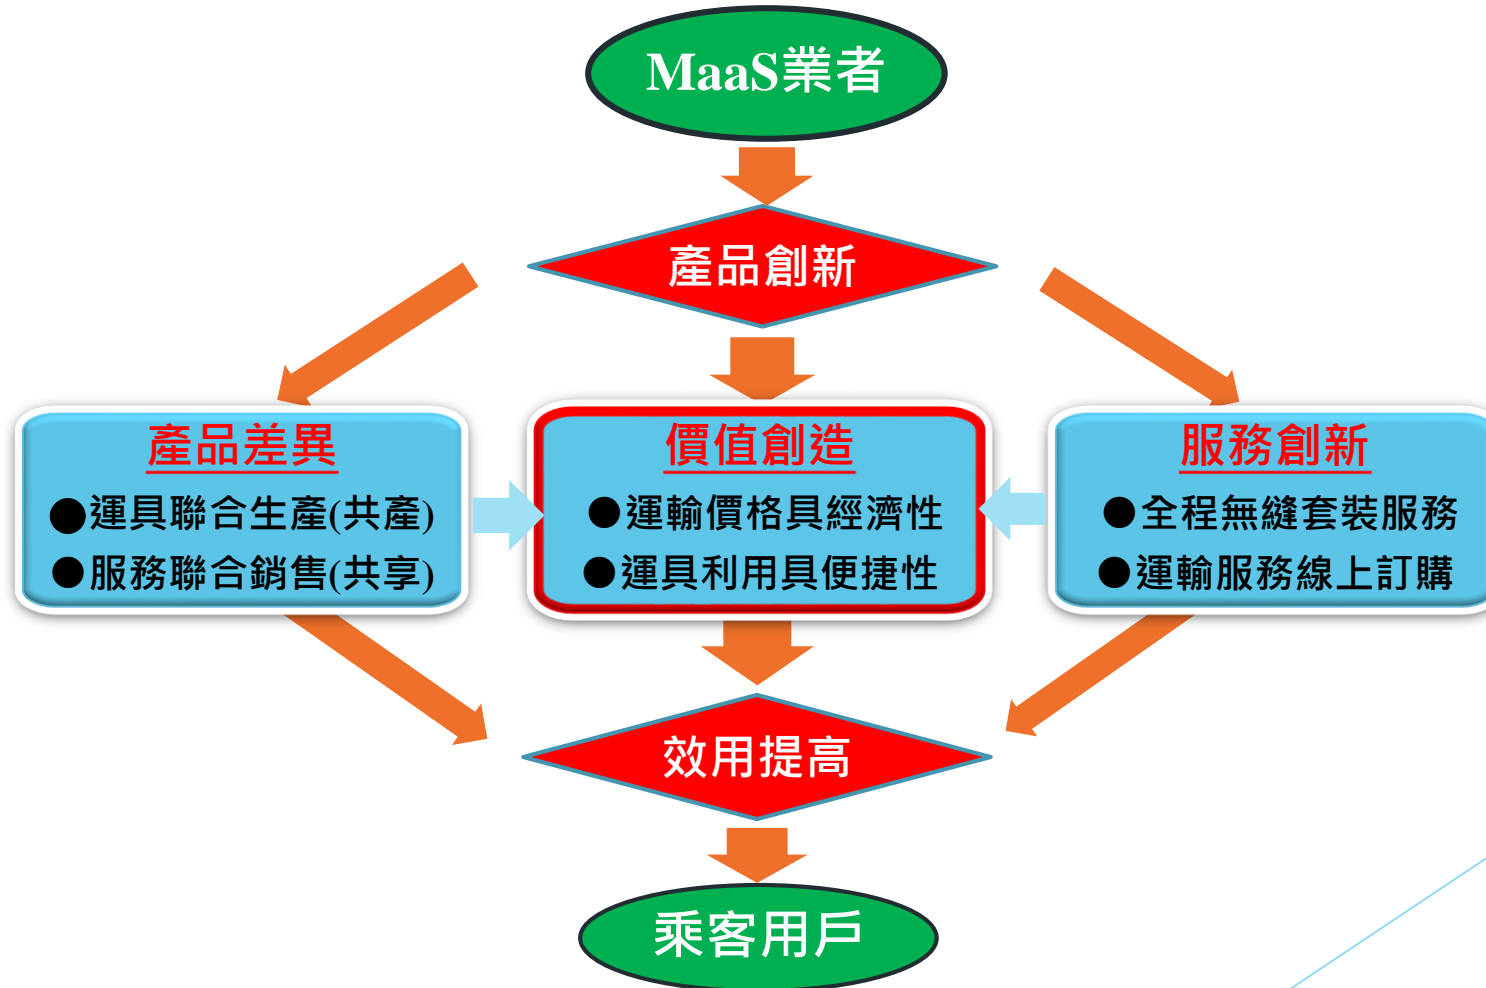 MaaS業者
產品創新
產品差異
●運具聯合生產(共產)
●服務聯合銷售(共享)
價值創造
●運輸價格具經濟性
●運具利用具便捷性
服務創新
●全程無縫套裝服務
●運輸服務線上訂購
效用提高
乘客用戶